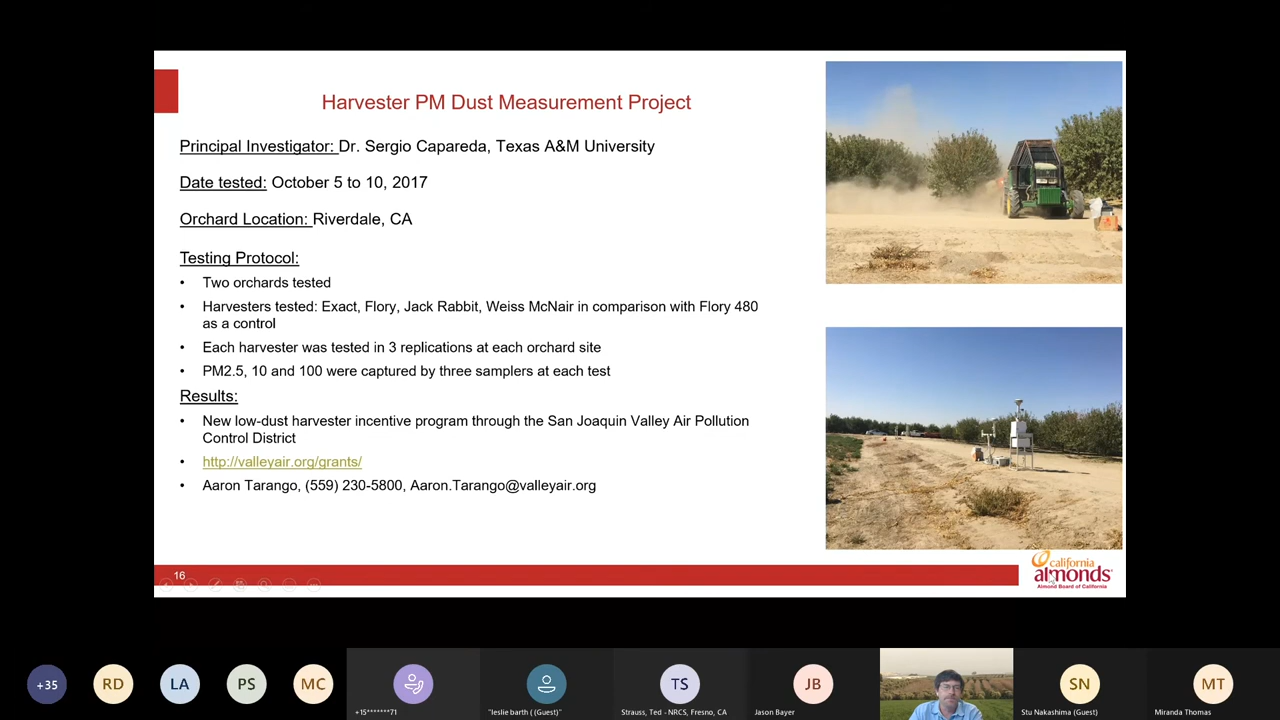 Harvester PM Dust Measurement Project
Principal Investigator: Dr. Sergio Capareda, Texas A&M University
Date tested: October 5 to 10, 2017
Orchard Location: Riverdale, CA
Testing Protocol:
• Two orchards tested
• Harvesters tested: Exact, Flory, Jack Rabbit, Weiss McNair in comparison with Flory 480
as a control
• Each harvester was tested in 3 replications at each orchard site
• PM2.5, 10 and 100 were captured by three samplers at each test
Results:
• New low-dust harvester incentive program through the San Joaquin Valley Air Pollution
Control District
• http://valleyair.org/grants/
• Aaron Tarango, (559) 230-5800, Aaron.Tarango@valleyair.org
16
california
almonds
Almond Board of California
+35
RD
LA
PS
MC
TS
JB
SN
MT
+15*******71
"leslie barth ( (Guest)"
Strauss, Ted - NRCS, Fresno, CA
Jason Bayer
Stu Nakashima (Guest)
Miranda Thomas